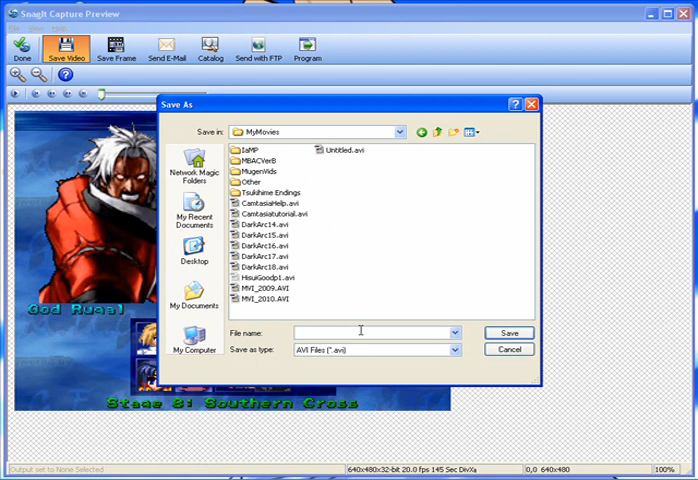 SnagIt Capture Preview
Done
Save Video
Save Frame
Send E-Mail
Catalog
Send with FTP
Program
Save As
Save in:
MyMovies
Network Magic Folders
My Recent Documents
Desktop
My Documents
My Computer
IaMP
MBACVerB
MugenVids
Other
Tsukihime Endings
CamtasiaHelp.avi
Camtasiatutorial.avi
DarkArc14.avi
DarkArc15.avi
DarkArc16.avi
DarkArc17.avi
DarkArc18.avi
HisuiGoodp1.avi
MVI_2009.AVI
MVI_2010.AVI
Untitled.avi
File name:
Save
Save as type:
AVI Files (*.avi)
Cancel
God Rugal
Stage 8: Southern Cross
Output set to None Selected
640x480x32-bit 20.0 fps 145 Sec DivXa
0,0 640x480
100%